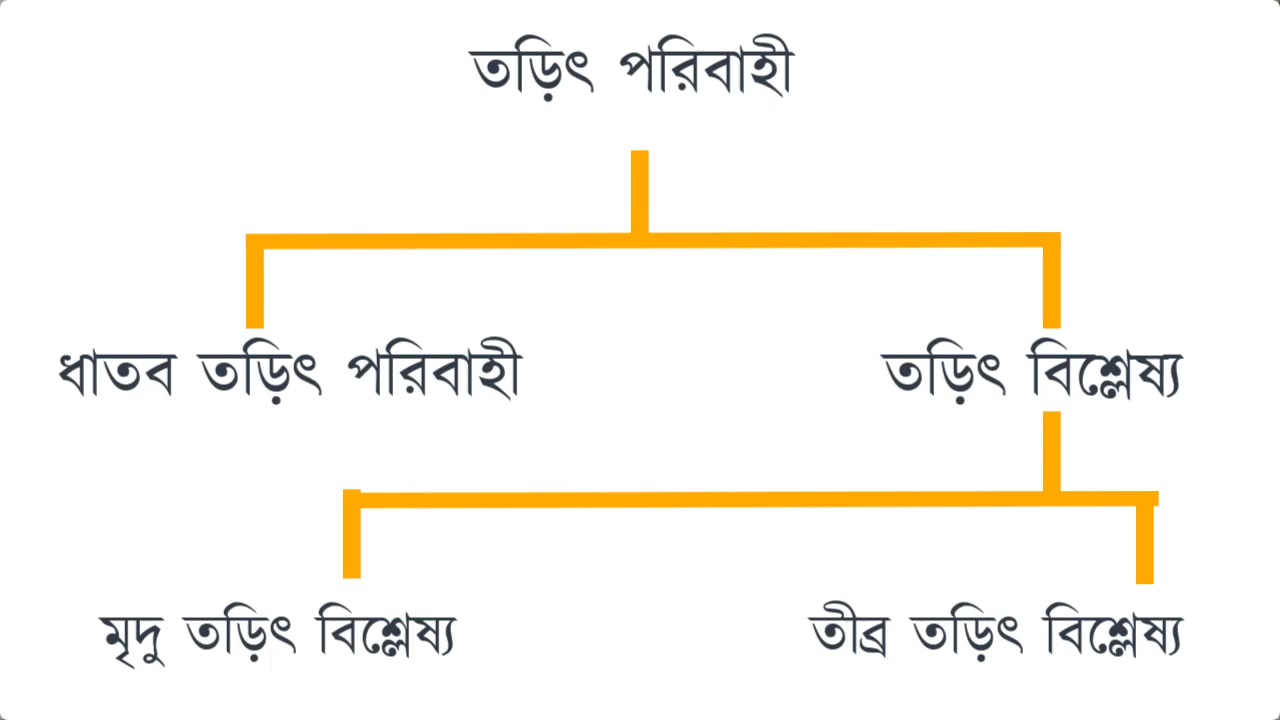 তড়িৎ পরিবাহী
ধাতব তড়িৎ পরিবাহী
তড়িৎ বিশ্লেষ্য
মৃদু তড়িৎ বিশ্লেষ্য
তীব্র তড়িৎ বিশ্লেষ্য